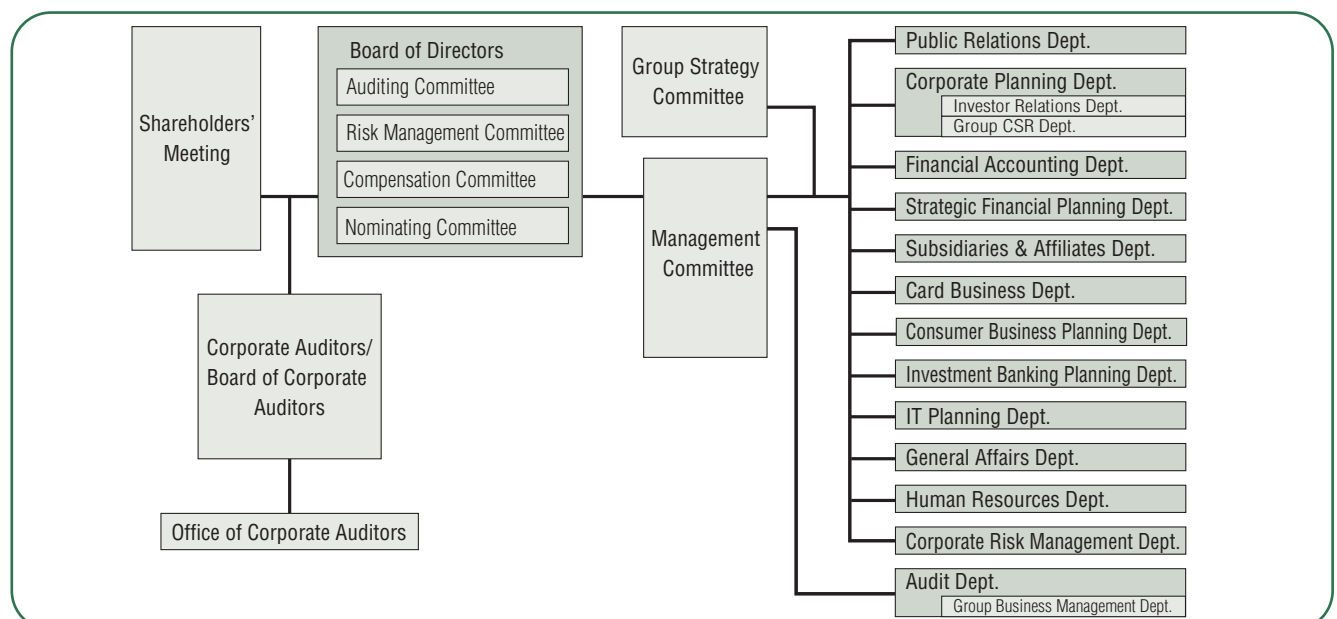 Shareholders'
Meeting
Board of Directors
Auditing Committee
Risk Management Committee
Compensation Committee
Nominating Committee
Corporate Auditors/
Board of Corporate
Auditors
Office of Corporate Auditors
Group Strategy
Committee
Management
Committee
Public Relations Dept.
Corporate Planning Dept.
Investor Relations Dept.
Group CSR Dept.
Financial Accounting Dept.
Strategic Financial Planning Dept.
Subsidiaries & Affiliates Dept.
Card Business Dept.
Consumer Business Planning Dept.
Investment Banking Planning Dept.
IT Planning Dept.
General Affairs Dept.
Human Resources Dept.
Corporate Risk Management Dept.
Audit Dept.
Group Business Management Dept.